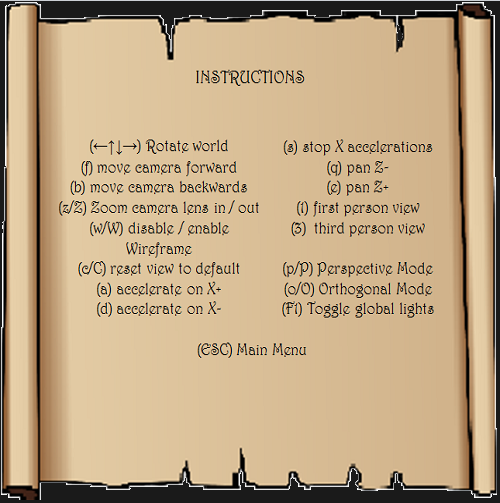 INSTRUCTIONS
(←↑↓→) Rotate world
(f) move camera forward
(b) move camera backwards
(z/Z) Zoom camera lens in / out
(w/W) disable / enable
Wireframe
(c/C) reset view to default
(a) accelerate on X+
(d) accelerate on X-
(s) stop X accelerations
(q) pan Z-
(e) pan Z+
(1) first person view
(3) third person view
(p/P) Perspective Mode
(o/O) Orthogonal Mode
(F1) Toggle global lights
(ESC) Main Menu